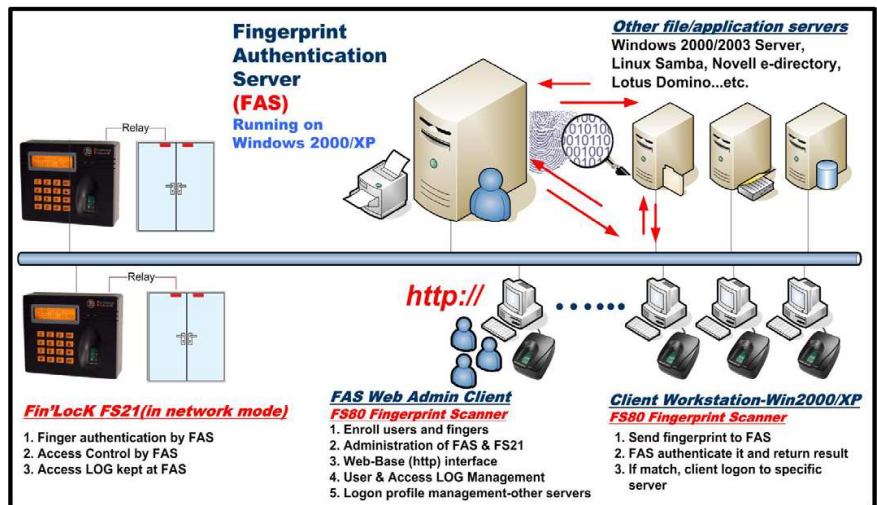 Fingerprint
Authentication
Server
(FAS)
Running on
Windows 2000/XP
Other file/application servers
Windows 2000/2003 Server,
Linux Samba, Novell e-directory,
Lotus Domino...etc.
Relay
010101
Relay
http://
Fin'LocK FS21(in network mode)
1. Finger authentication by FAS
2. Access Control by FAS
3. Access LOG kept at FAS
FAS Web Admin Client
FS80 Fingerprint Scanner
1. Enroll users and fingers
2. Administration of FAS & FS21
3. Web-Base (http) interface
4. User & Access LOG Management
5. Logon profile management-other servers
Client Workstation-Win2000/XP
FS80 Fingerprint Scanner
1. Send fingerprint to FAS
2. FAS authenticate it and return result
3. If match, client logon to specific
server